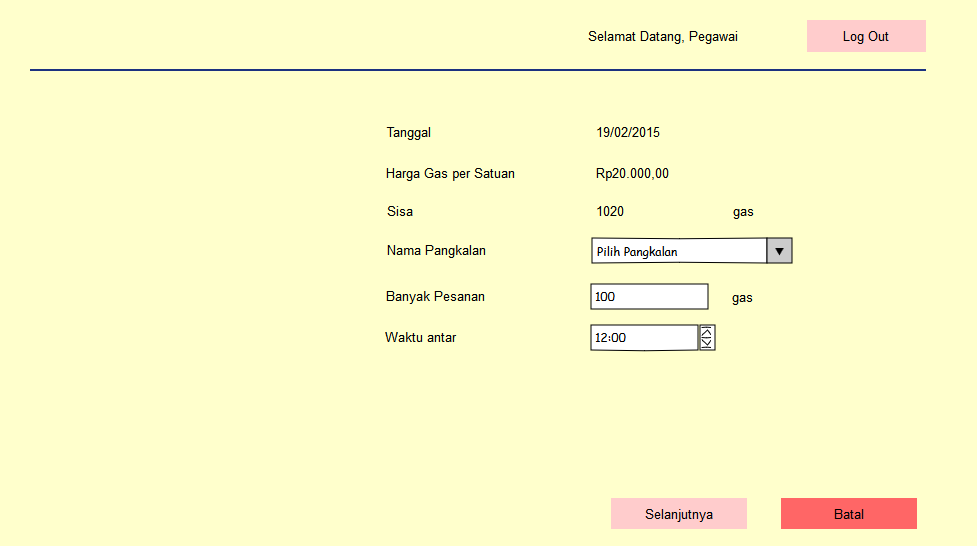 Selamat Datang, Pegawai Log Out
Tanggal 19/02/2015
Harga Gas per Satuan Rp20.000,00
Sisa 1020 gas
Nama Pangkalan Pilih Pangkalan
Banyak Pesanan 100 gas
Waktu antar 12:00
Selanjutnya Batal